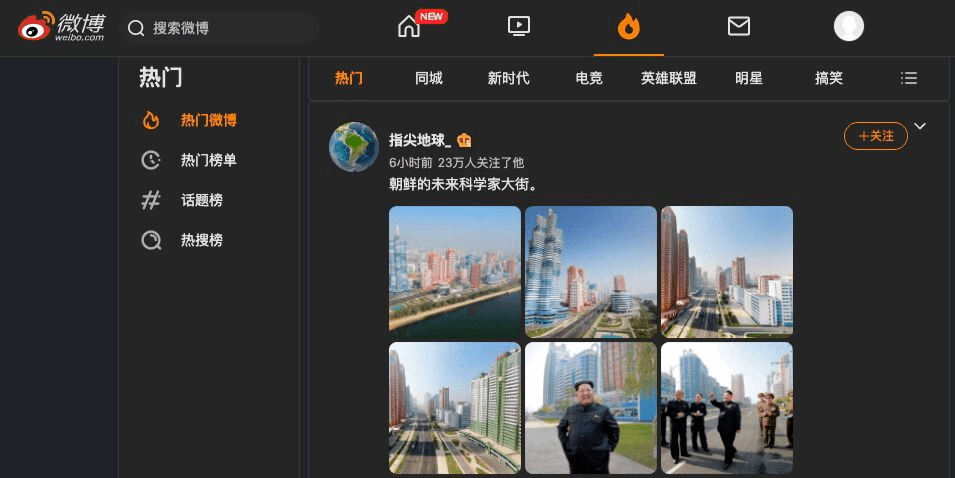 微博
weibo.com
搜索微博
NEW
热门
热门微博
热门榜单
话题榜
热搜榜
热门 同城 新时代 电竞 英雄联盟 明星 搞笑
指尖地球_
+关注
6小时前 23万人关注了他
朝鲜的未来科学家大街。